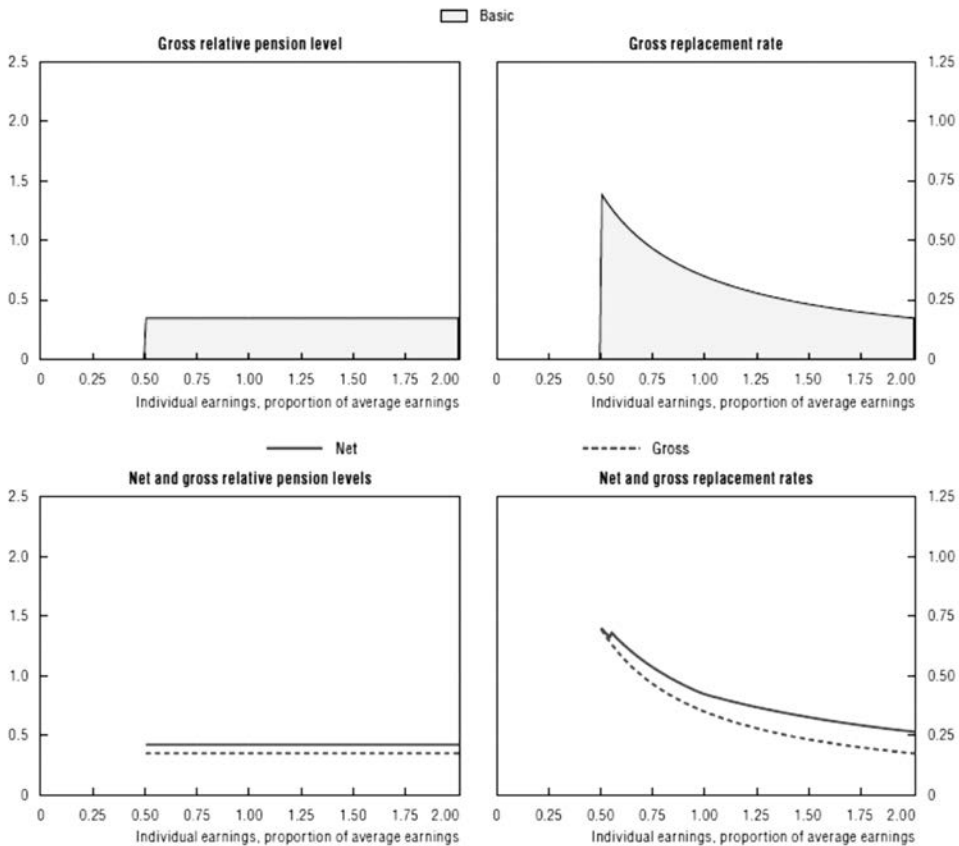 Basic
Gross relative pension level
Gross replacement rate
2.5
2.0
1.5
1.0
0.5
0
1.25
1.00
0.75
0.50
0.25
0
0 0.25 0.50 0.75 1.00 1.25 1.50 1.75 2.00
Individual earnings, proportion of average earnings
0 0.25 0.50 0.75 1.00 1.25 1.50 1.75 2.00
Individual earnings, proportion of average earnings
Net
Gross
Net and gross relative pension levels
Net and gross replacement rates
2.5
2.0
1.5
1.0
0.5
0
1.25
1.00
0.75
0.50
0.25
0
0 0.25 0.50 0.75 1.00 1.25 1.50 1.75 2.00
Individual earnings, proportion of average earnings
0 0.25 0.50 0.75 1.00 1.25 1.50 1.75 2.00
Individual earnings, proportion of average earnings